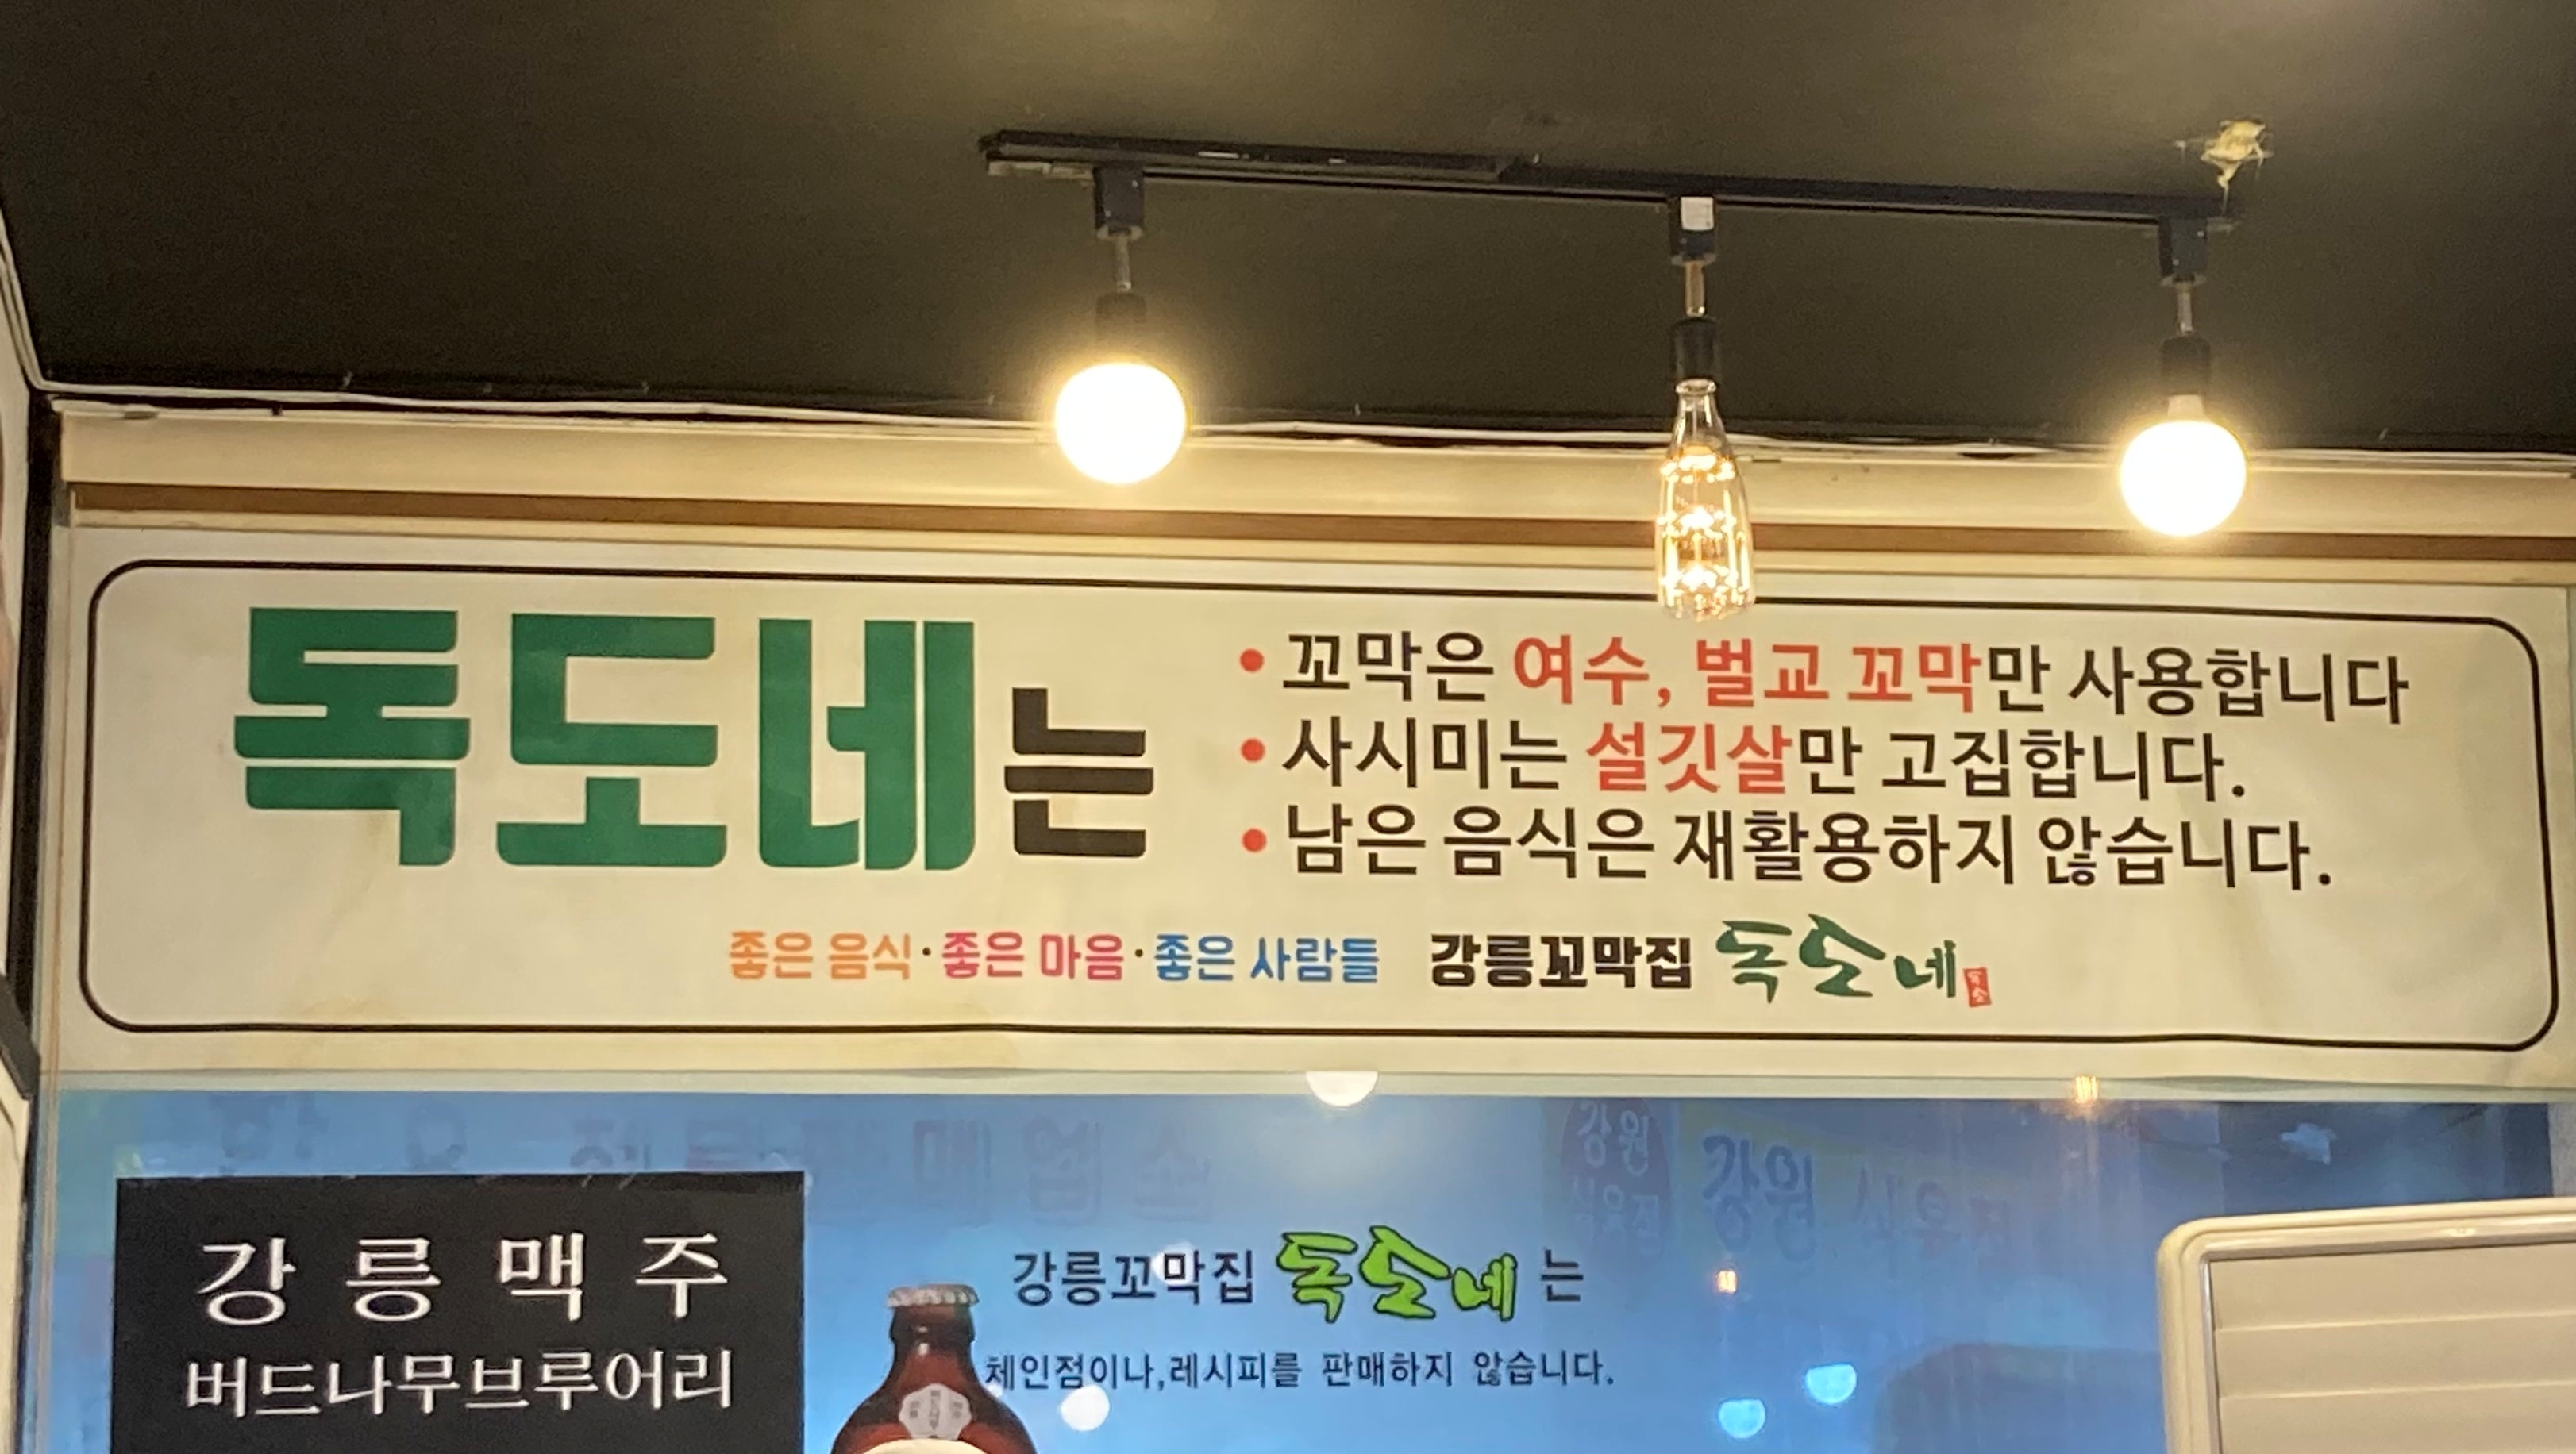 독도네는
• 꼬막은 여수, 벌교 꼬막만 사용합니다
• 사시미는 설깃살만 고집합니다.
• 남은 음식은 재활용하지 않습니다.
좋은 음식·좋은 마음·좋은 사람들 강릉꼬막집 독도네
강릉맥주
버드나무브루어리
강릉꼬막집 독도네는
체인점이나,레시피를 판매하지 않습니다.
강원
강원